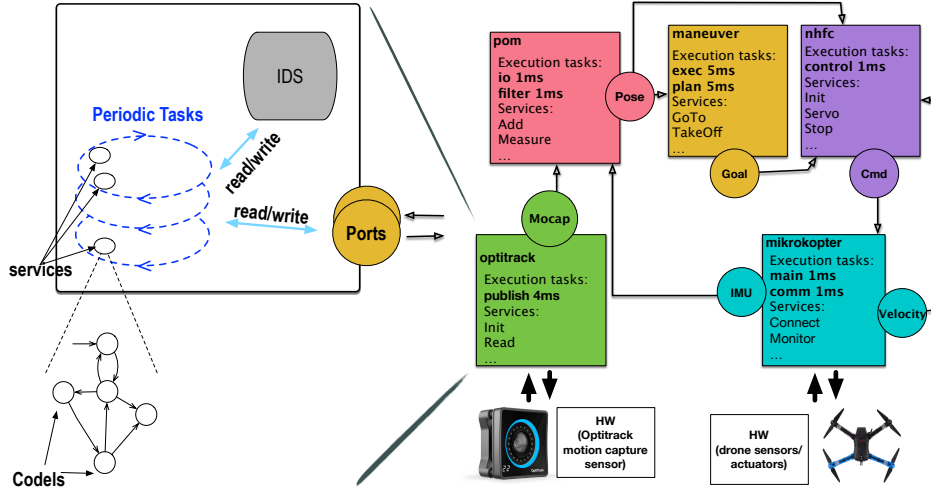 IDS
Periodic Tasks
read/write
read/write
Ports
services
Codels
pom
Execution tasks:
io 1ms
filter 1ms
Services:
Add
Measure
...
Pose
maneuver
Execution tasks:
exec 5ms
plan 5ms
Services:
GoTo
TakeOff
...
Goal
nhfc
Execution tasks:
control 1ms
Services:
Init
Servo
Stop
...
Cmd
Mocap
optitrack
Execution tasks:
publish 4ms
Services:
Init
Read
...
IMU
mikrokopter
Execution tasks:
main 1ms
comm 1ms
Services:
Connect
Monitor
...
Velocity
22
OptiTrack
HW
(Optitrack
motion capture
sensor)
HW
(drone sensors/
actuators)